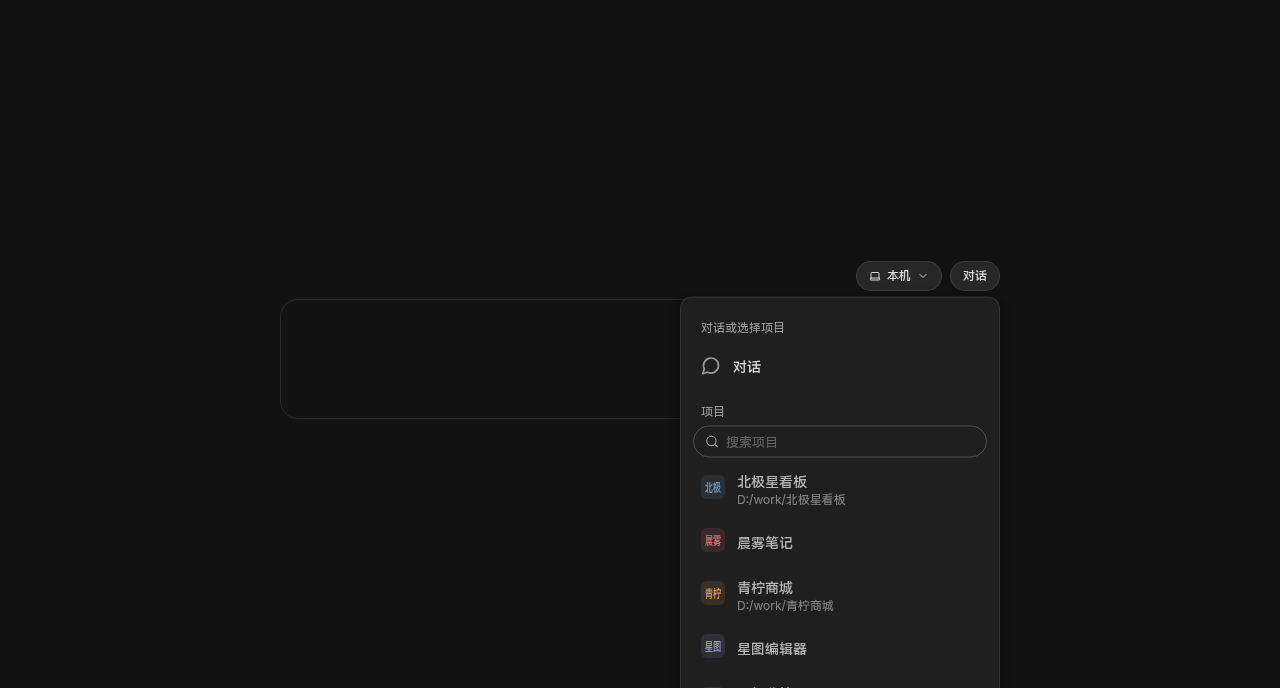 本机
对话
对话或选择项目
对话
项目
搜索项目
北极
北极星看板
D:/work/北极星看板
晨雾
晨雾笔记
青柠
青柠商城
D:/work/青柠商城
星图
星图编辑器